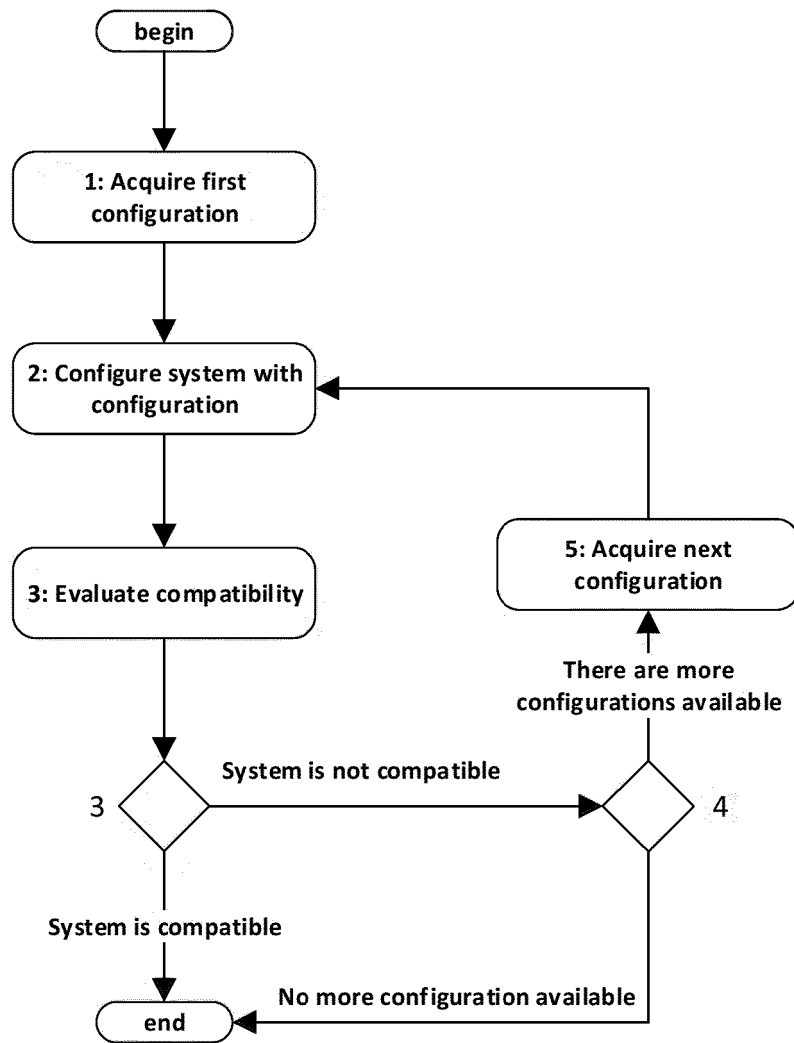 begin
1: Acquire first
configuration
2: Configure system with
configuration
3: Evaluate compatibility
5: Acquire next
configuration
There are more
configurations available
System is not compatible
3
4
System is compatible
No more configuration available
end